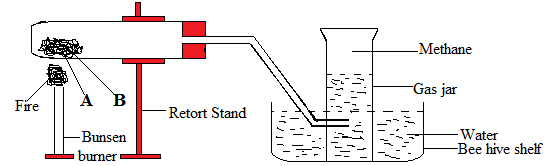 Methane
Gas jar
Fire
A
B
Retort Stand
Bunsen
burner
Water
Bee hive shelf